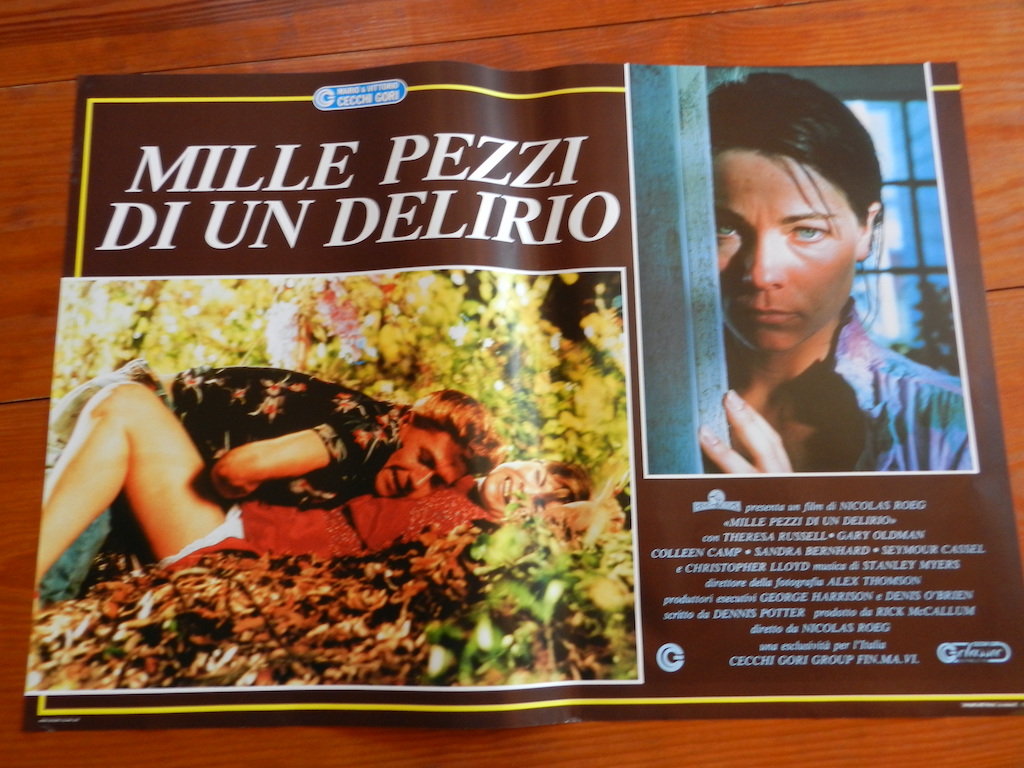 MARIO & VITTORIO
CECCHI GORI
MILLE PEZZI
DI UN DELIRIO
presenta un film di NICOLAS ROEG
«MILLE PEZZI DI UN DELIRIO»
con THERESA RUSSELL • GARY OLDMAN
COLLEEN CAMP • SANDRA BERNHARD • SEYMOUR CASSEL
e CHRISTOPHER LLOYD musica di STANLEY MYERS
direttore della fotografia ALEX THOMSON
produttori esecutivi GEORGE HARRISON e DENIS O'BRIEN
scritto da DENNIS POTTER prodotto da RICK McCALLUM
diretto da NICOLAS ROEG
una esclusività per l'Italia
CECCHI GORI GROUP FIN.MA.VI.